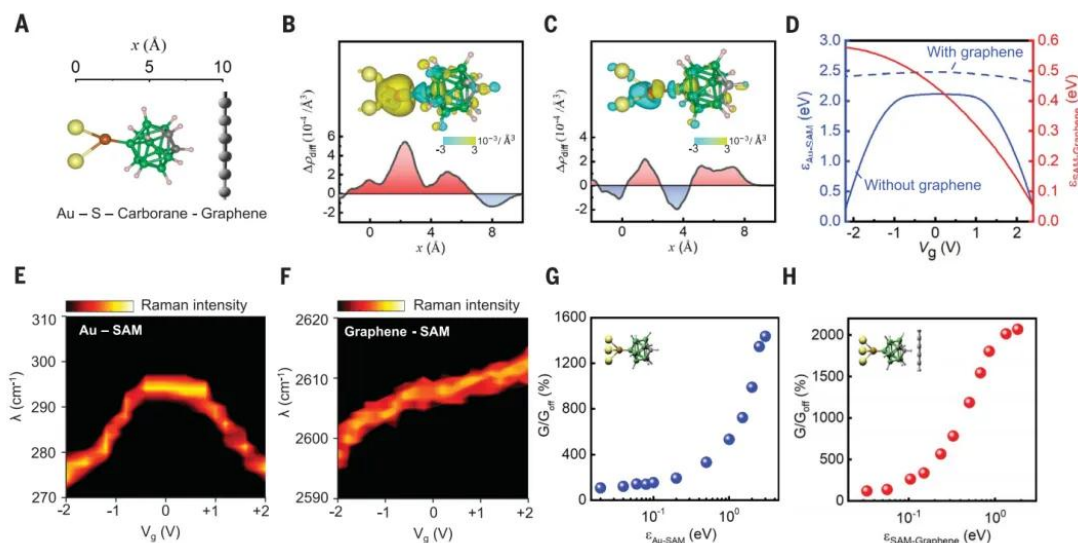 A
x (Å)
0 5 10
Au – S – Carborane - Graphene
B
10⁻³/ Å³
-3 3
Δρdiff (10⁻⁴ /Å³)
6
4
2
0
-2
0 4 8
x (Å)
C
10⁻³/ Å³
-3 3
Δρdiff (10⁻⁴ /Å³)
4
2
0
-2
0 4 8
x (Å)
D
3.0
2.5
2.0
1.5
1.0
0.5
0.0
εAu-SAM (eV)
With graphene
Without graphene
0.6
0.5
0.4
0.3
0.2
0.1
0.0
εSAM-Graphene (eV)
-2 -1 0 1 2
Vg (V)
E
Raman intensity
Au – SAM
310
300
290
280
270
λ (cm⁻¹)
-2 -1 0 +1 +2
Vg (V)
F
Raman intensity
Graphene - SAM
2620
2610
2600
2590
λ (cm⁻¹)
-2 -1 0 +1 +2
Vg (V)
G
1600
1200
800
400
0
G/Goff (%)
10⁻¹ 10⁰
εAu-SAM (eV)
H
2000
1500
1000
500
0
G/Goff (%)
10⁻¹ 10⁰
εSAM-Graphene (eV)